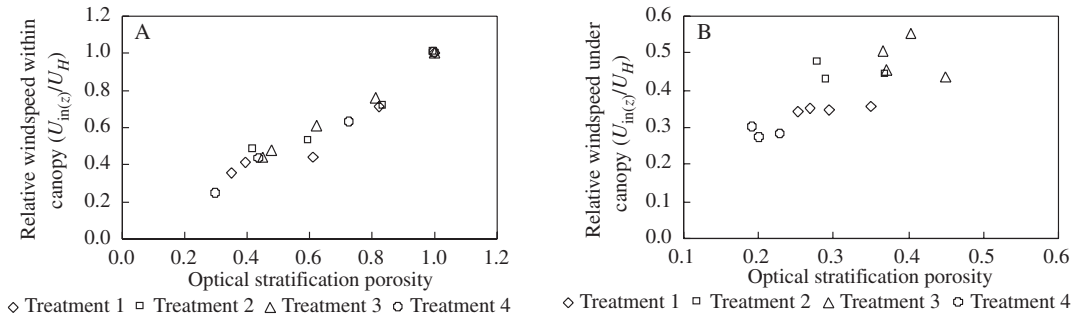 A
Relative windspeed within
canopy (U_in(z)/U_H)
1.2
1.0
0.8
0.6
0.4
0.2
0.0
0.0 0.2 0.4 0.6 0.8 1.0 1.2
Optical stratification porosity
◇ Treatment 1 □ Treatment 2 △ Treatment 3 ○ Treatment 4
B
Relative windspeed under
canopy (U_in(z)/U_H)
0.6
0.5
0.4
0.3
0.2
0.1
0.0
0.1 0.2 0.3 0.4 0.5 0.6
Optical stratification porosity
◇ Treatment 1 □ Treatment 2 △ Treatment 3 ○ Treatment 4